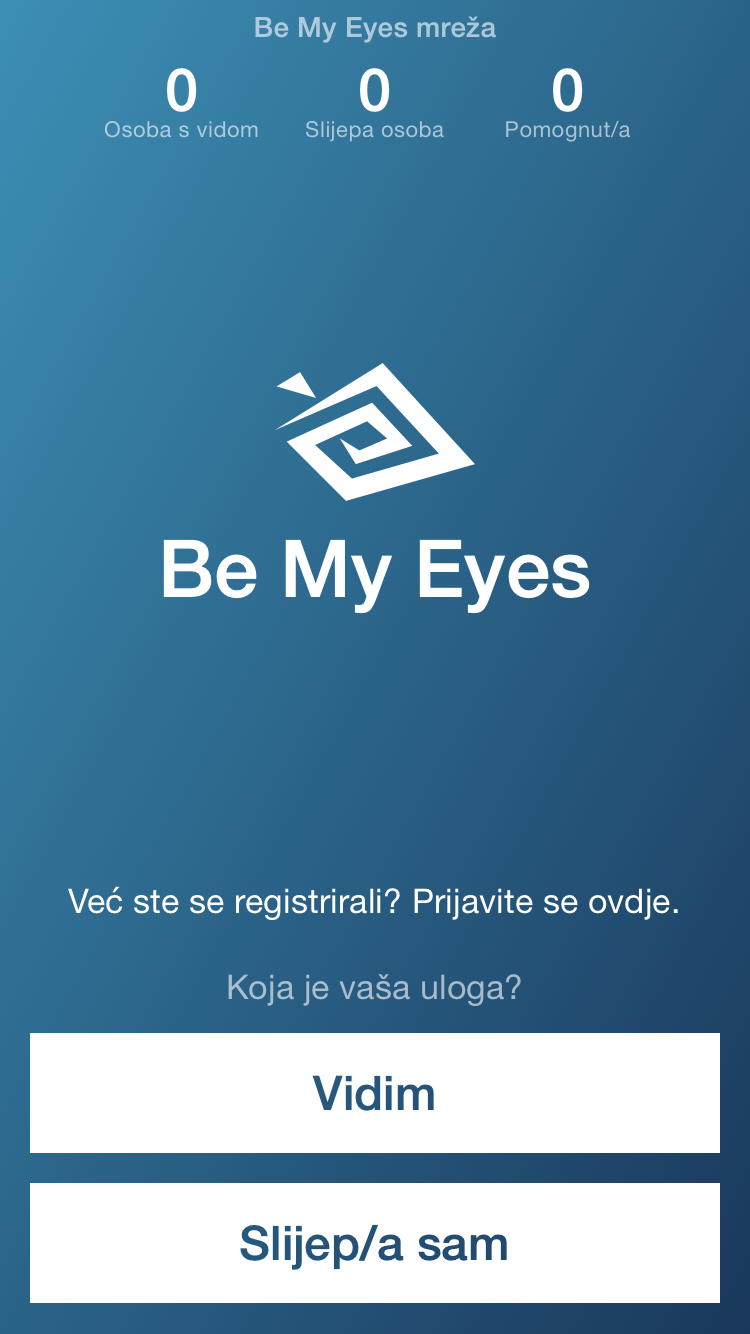 Be My Eyes mreža
0 0 0
Osoba s vidom Slijepa osoba Pomognut/a
Be My Eyes
Već ste se registrirali? Prijavite se ovdje.
Koja je vaša uloga?
Vidim
Slijep/a sam